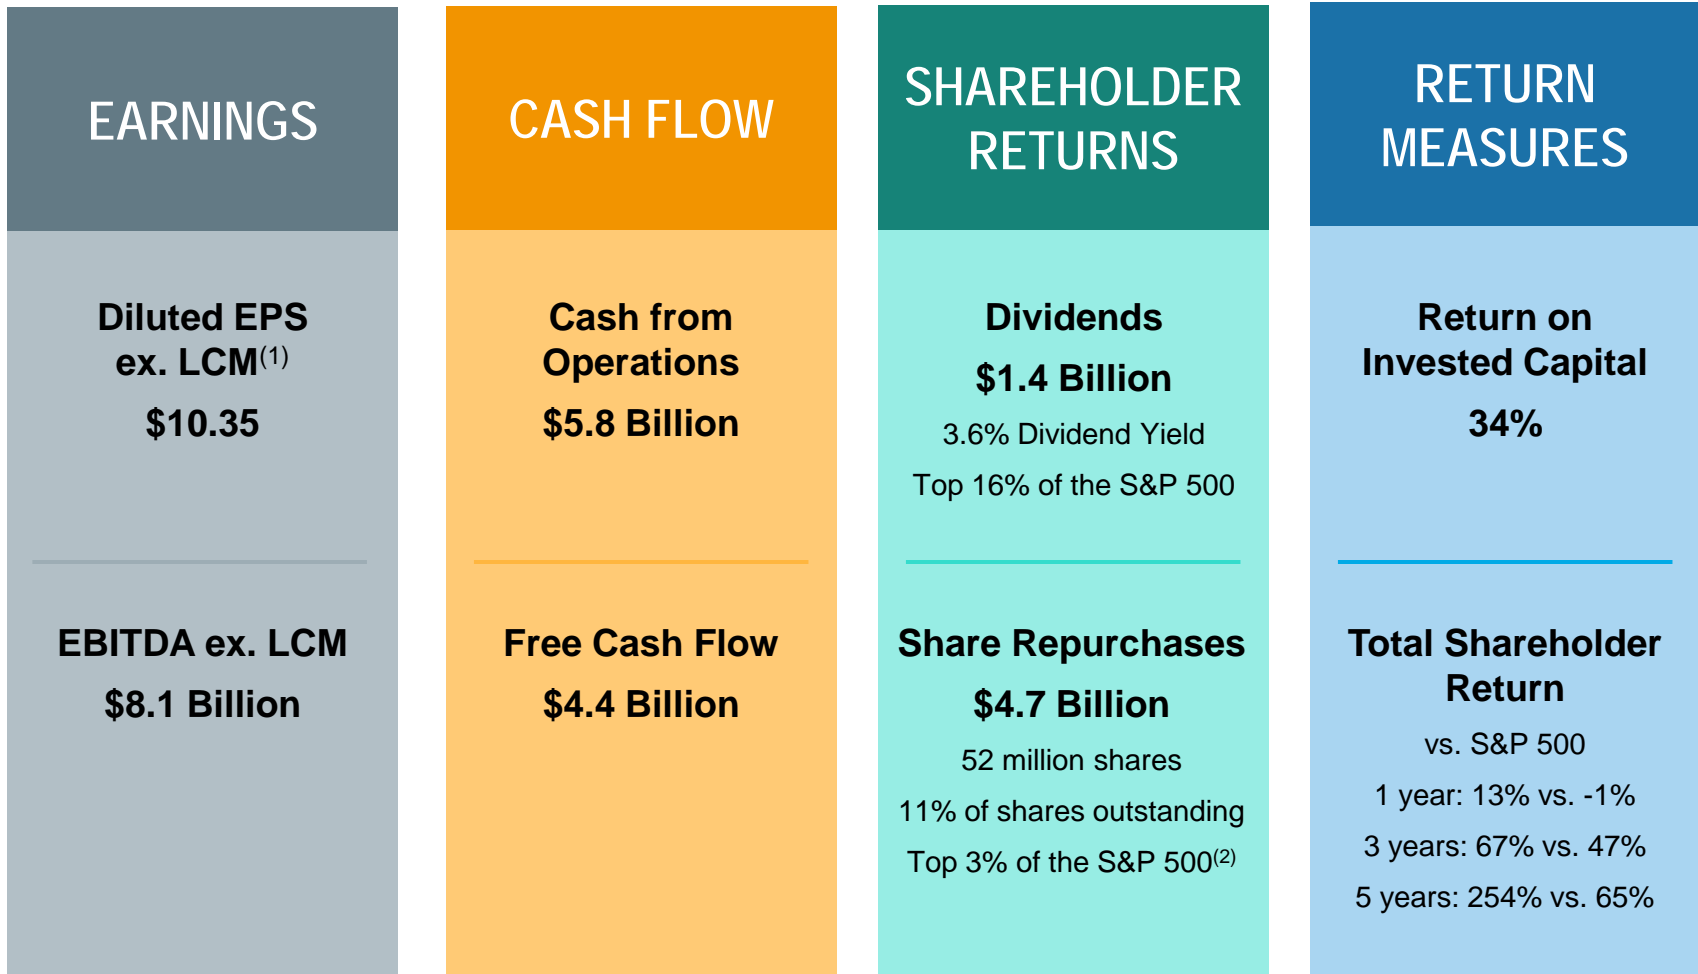 EARNINGS
Diluted EPS
ex. LCM(1)
$10.35
EBITDA ex. LCM
$8.1 Billion
CASH FLOW
Cash from
Operations
$5.8 Billion
Free Cash Flow
$4.4 Billion
SHAREHOLDER
RETURNS
Dividends
$1.4 Billion
3.6% Dividend Yield
Top 16% of the S&P 500
Share Repurchases
$4.7 Billion
52 million shares
11% of shares outstanding
Top 3% of the S&P 500(2)
RETURN
MEASURES
Return on
Invested Capital
34%
Total Shareholder
Return
vs. S&P 500
1 year: 13% vs. -1%
3 years: 67% vs. 47%
5 years: 254% vs. 65%